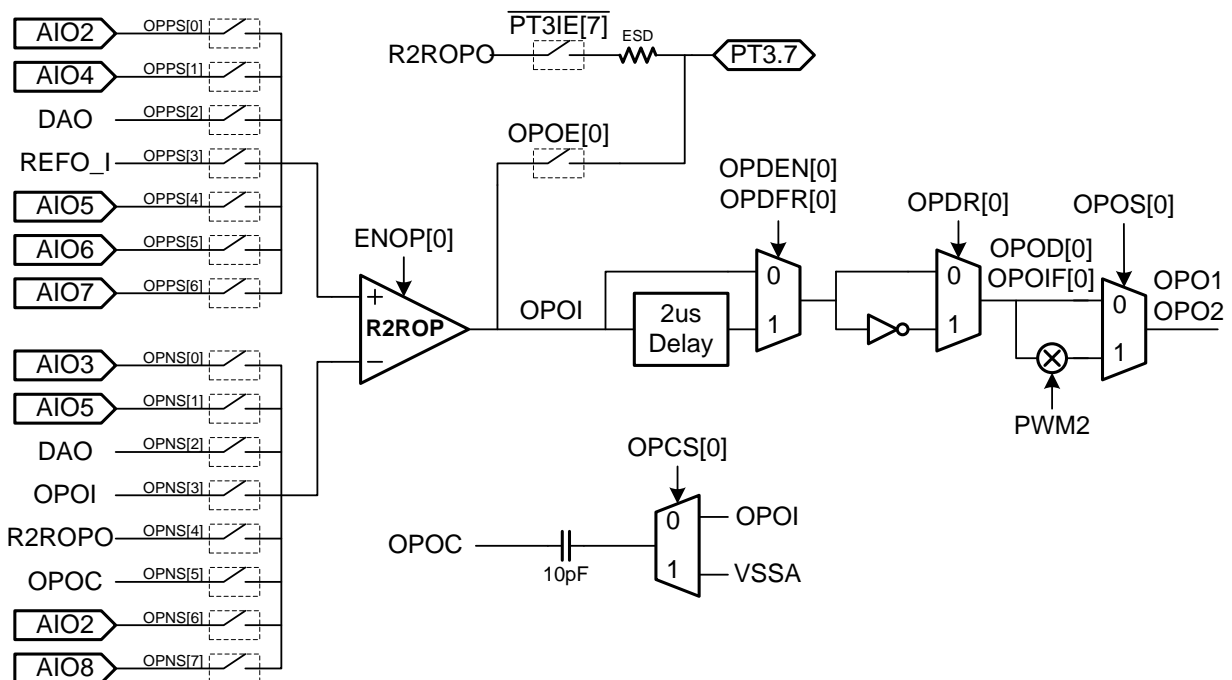 AIO2 OPPS[0]
AIO4 OPPS[1]
DAO OPPS[2]
REFO_I OPPS[3]
AIO5 OPPS[4]
AIO6 OPPS[5]
AIO7 OPPS[6]
AIO3 OPNS[0]
AIO5 OPNS[1]
DAO OPNS[2]
OPOI OPNS[3]
R2ROPO OPNS[4]
OPOC OPNS[5]
AIO2 OPNS[6]
AIO8 OPNS[7]
PT3IE[7]
R2ROPO
ESD
PT3.7
OPOE[0]
ENOP[0]
+
R2ROP
−
OPOI
2us
Delay
OPDEN[0]
OPDFR[0]
0
1
OPDR[0]
0
1
OPOD[0]
OPOIF[0]
PWM2
OPOS[0]
0
1
OPO1
OPO2
OPCS[0]
OPOC
10pF
0
1
OPOI
VSSA